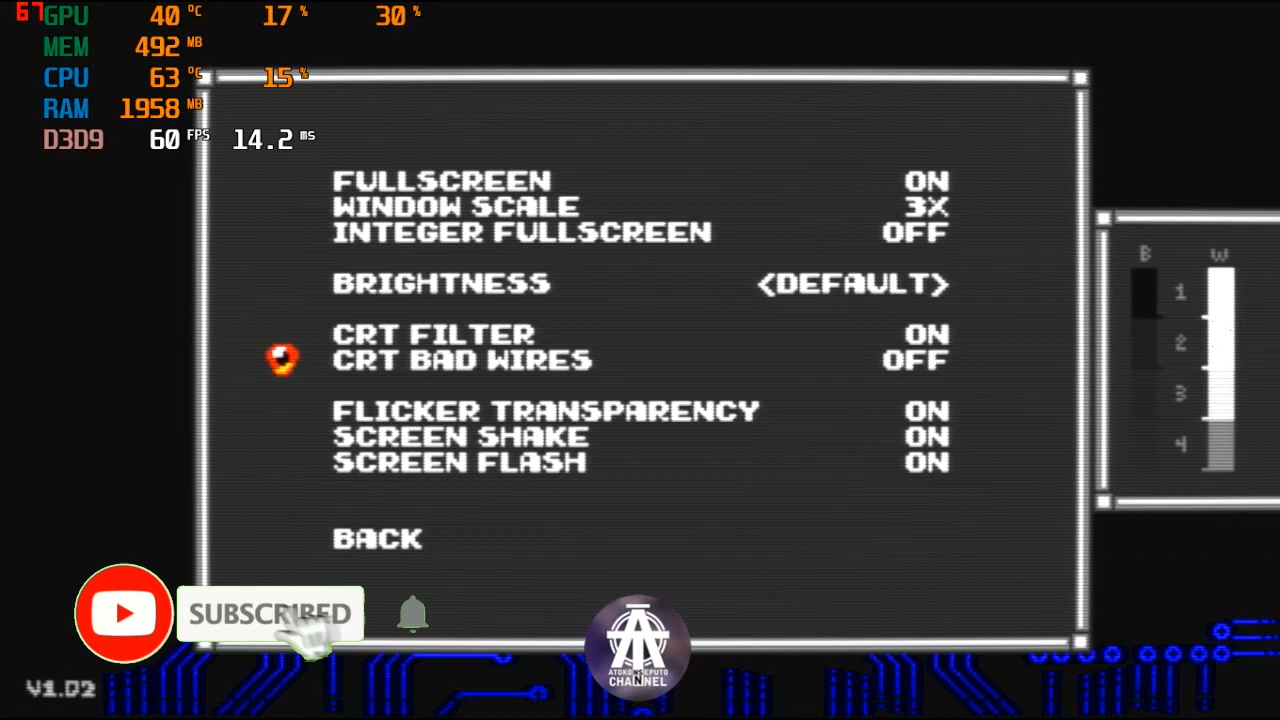 67
GPU 40 °C 17 % 30 %
MEM 492 MB
CPU 63 °C 15 %
RAM 1958 MB
D3D9 60 FPS 14.2 ms
FULLSCREEN ON
WINDOW SCALE 3X
INTEGER FULLSCREEN OFF
BRIGHTNESS <DEFAULT>
CRT FILTER ON
CRT BAD WIRES OFF
FLICKER TRANSPARENCY ON
SCREEN SHAKE ON
SCREEN FLASH ON
BACK
B W
1
2
3
4
SUBSCRIBED
CHANNEL
V1.02